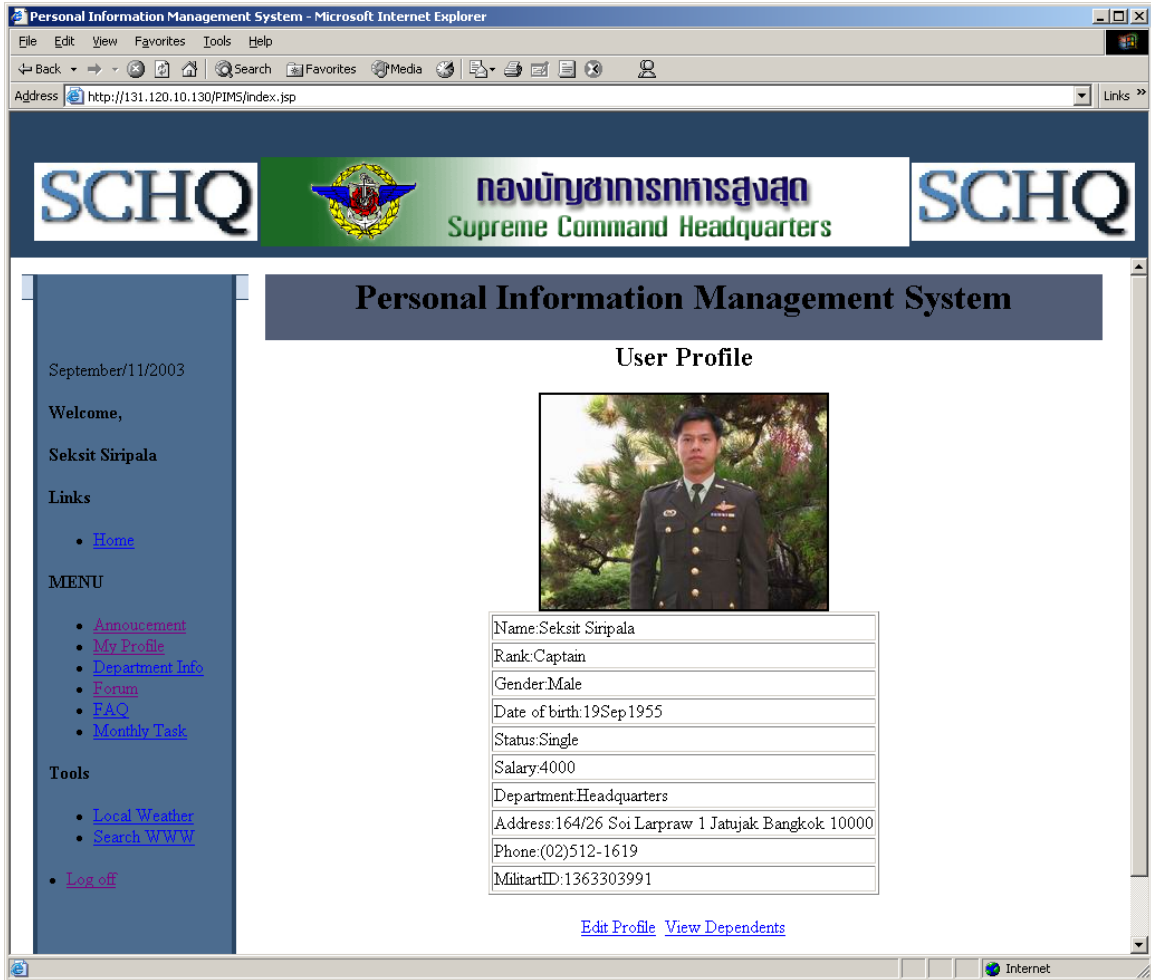 Personal Information Management System - Microsoft Internet Explorer
File Edit View Favorites Tools Help
Back Search Favorites Media
Address http://131.120.10.130/PIMS/index.jsp Links »
SCHQ
กองบัญชาการทหารสูงสุด
Supreme Command Headquarters
SCHQ
Personal Information Management System
September/11/2003
Welcome,
Seksit Siripala
Links
Home
MENU
Annoucement
My Profile
Department Info
Forum
FAQ
Monthly Task
Tools
Local Weather
Search WWW
Log off
User Profile
Name:Seksit Siripala
Rank:Captain
Gender:Male
Date of birth:19Sep1955
Status:Single
Salary:4000
Department:Headquarters
Address:164/26 Soi Larpraw 1 Jatujak Bangkok 10000
Phone:(02)512-1619
MilitartID:1363303991
Edit Profile View Dependents
Internet